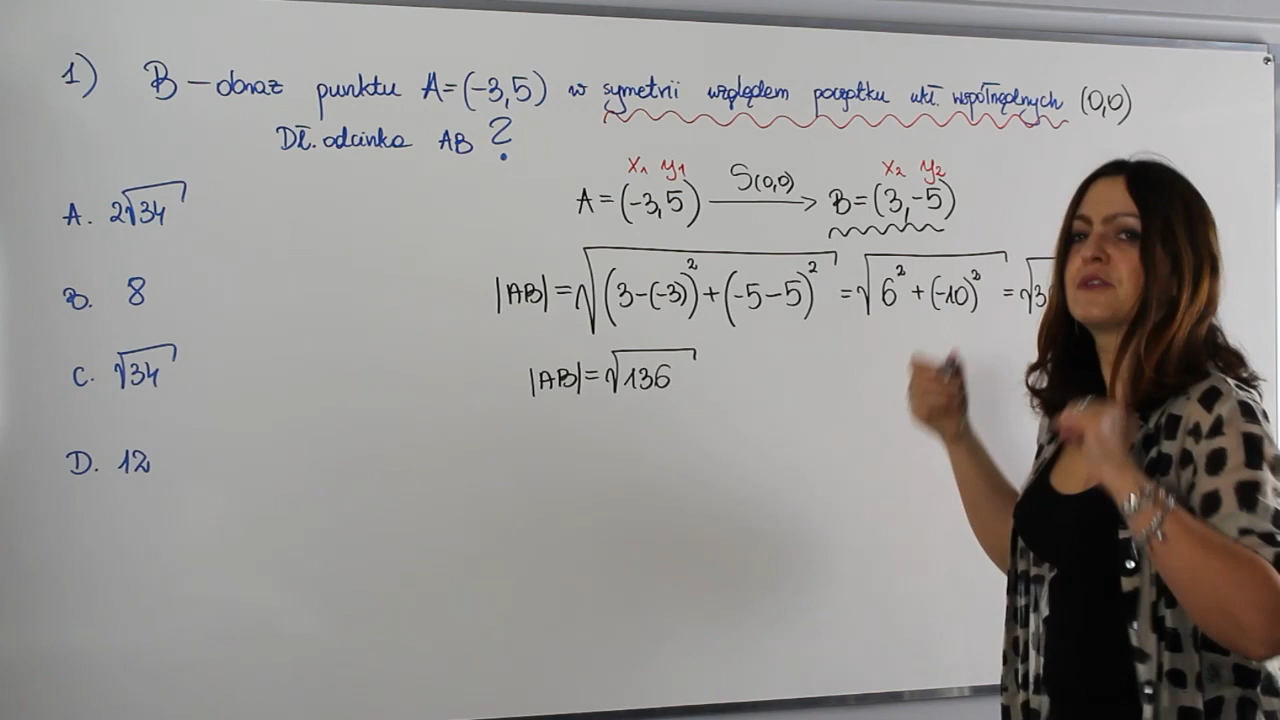 1) B – obraz punktu A=(-3,5) w symetrii względem początku ukł. współrzędnych (0,0)
Dł. odcinka AB ?
x₁ y₁ x₂ y₂
A=(-3,5) S(0,0) → B=(3,-5)
A. 2√34
|AB|=√(3-(-3))²+(-5-5)² = √6²+(-10)² = √3
B. 8
|AB|=√136
C. √34
D. 12